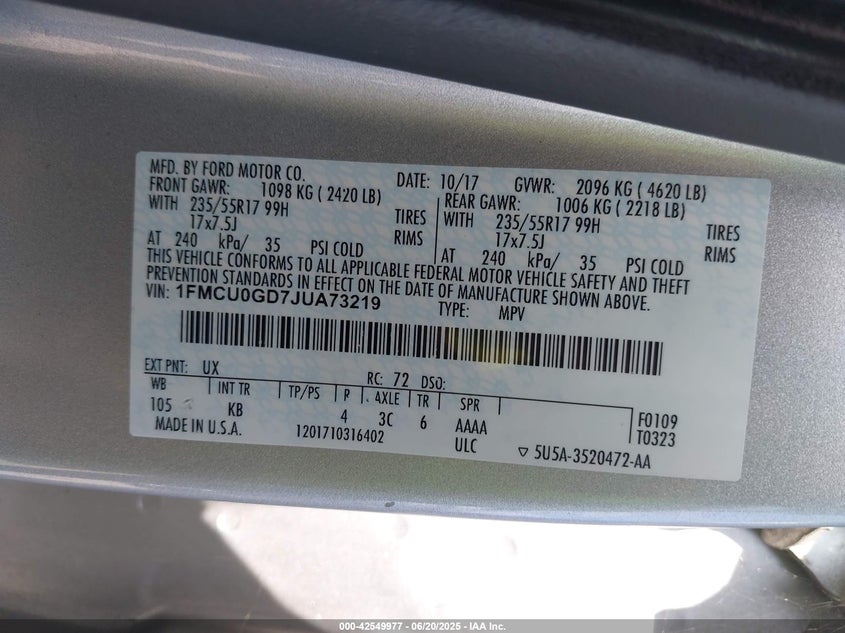 MFD. BY FORD MOTOR CO. DATE: 10/17 GVWR: 2096 KG ( 4620 LB)
FRONT GAWR: 1098 KG ( 2420 LB) REAR GAWR: 1006 KG ( 2218 LB)
WITH 235/55R17 99H TIRES WITH 235/55R17 99H TIRES
17x7.5J RIMS 17x7.5J RIMS
AT 240 kPa/ 35 PSI COLD AT 240 kPa/ 35 PSI COLD
THIS VEHICLE CONFORMS TO ALL APPLICABLE FEDERAL MOTOR VEHICLE SAFETY AND THEFT
PREVENTION STANDARDS IN EFFECT ON THE DATE OF MANUFACTURE SHOWN ABOVE.
VIN: 1FMCU0GD7JUA73219 TYPE: MPV
EXT PNT: UX RC: 72 DSO:
WB INT TR TP/PS R AXLE TR SPR F0109
105 KB 4 3C 6 AAAA T0323
MADE IN U.S.A. 1201710316402 ULC ▽ 5U5A-3520472-AA
000-42549977 - 06/20/2025 - IAA Inc.